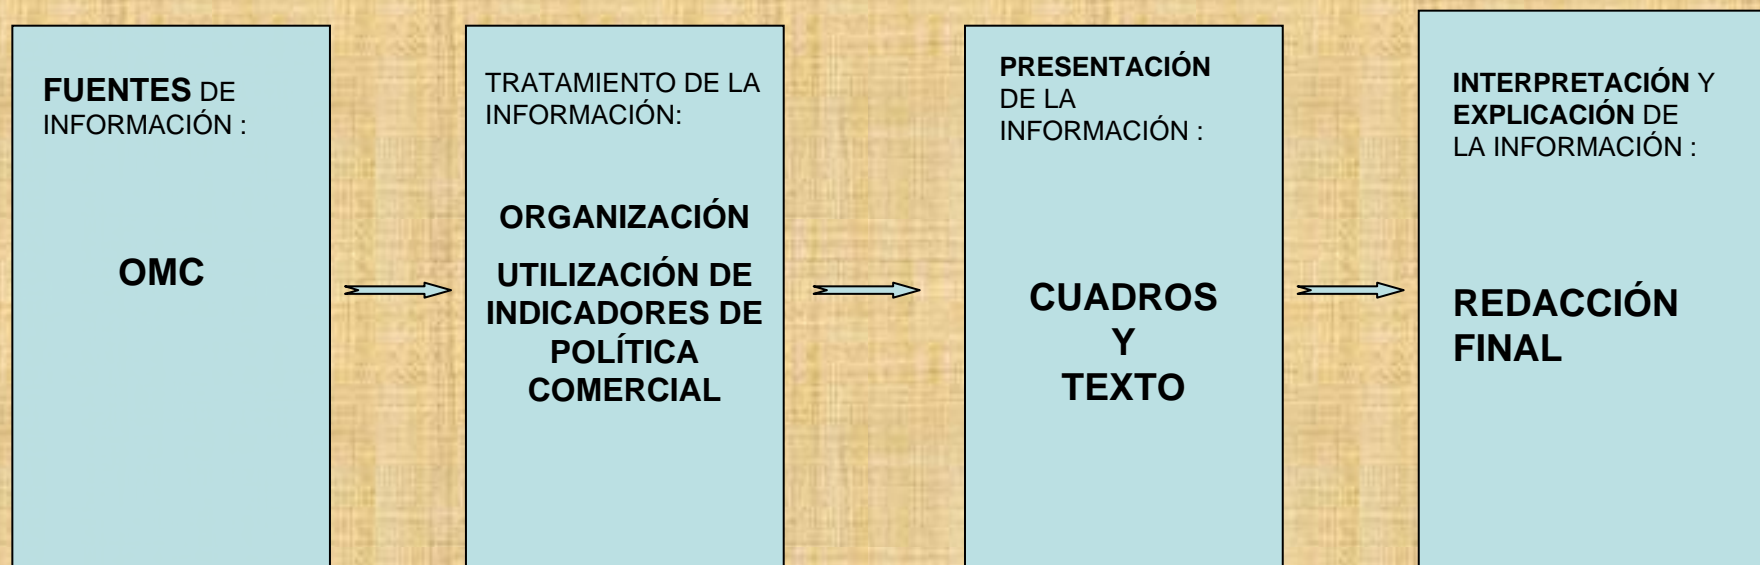 FUENTES DE
INFORMACIÓN :
OMC
TRATAMIENTO DE LA
INFORMACIÓN:
ORGANIZACIÓN
UTILIZACIÓN DE
INDICADORES DE
POLÍTICA
COMERCIAL
PRESENTACIÓN
DE LA
INFORMACIÓN :
CUADROS
Y
TEXTO
INTERPRETACIÓN Y
EXPLICACIÓN DE
LA INFORMACIÓN :
REDACCIÓN
FINAL